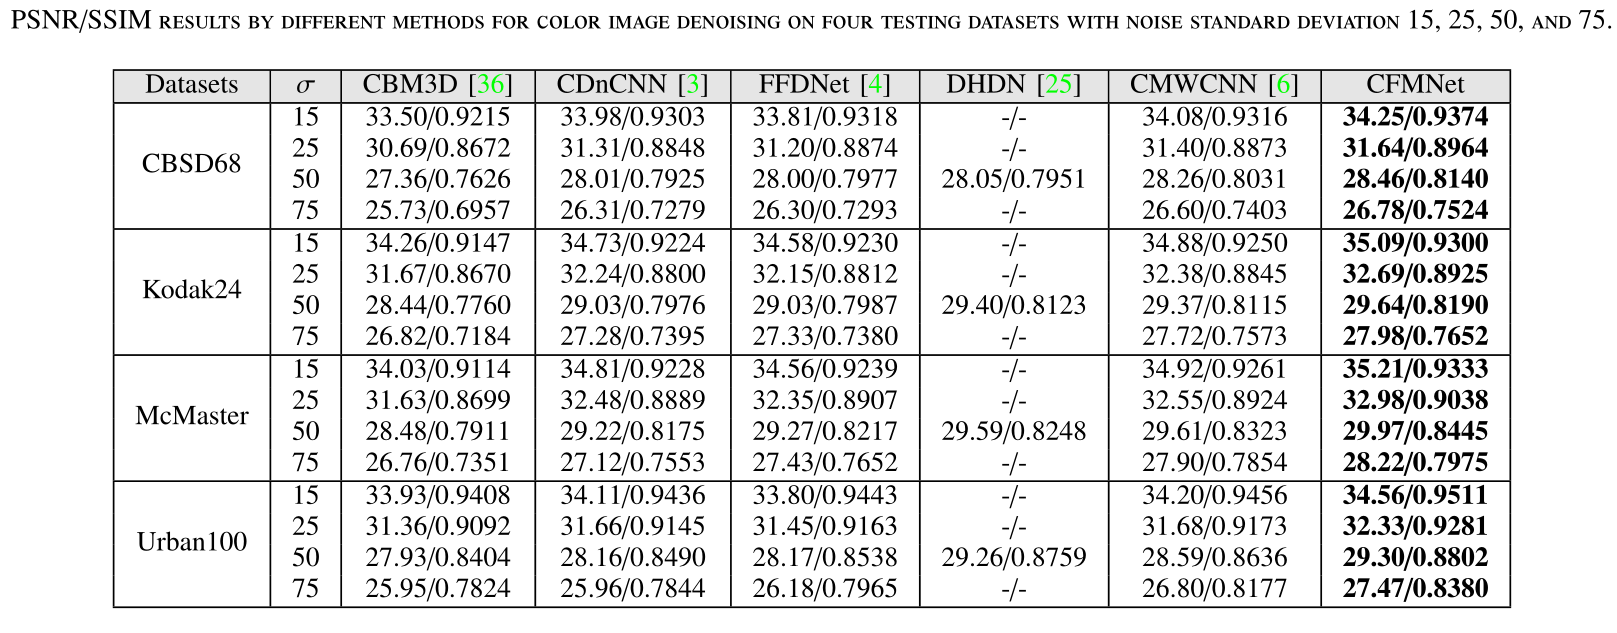 PSNR/SSIM RESULTS BY DIFFERENT METHODS FOR COLOR IMAGE DENOISING ON FOUR TESTING DATASETS WITH NOISE STANDARD DEVIATION 15, 25, 50, AND 75.
Datasets σ CBM3D [36] CDnCNN [3] FFDNet [4] DHDN [25] CMWCNN [6] CFMNet
CBSD68
15 33.50/0.9215 33.98/0.9303 33.81/0.9318 -/- 34.08/0.9316 34.25/0.9374
25 30.69/0.8672 31.31/0.8848 31.20/0.8874 -/- 31.40/0.8873 31.64/0.8964
50 27.36/0.7626 28.01/0.7925 28.00/0.7977 28.05/0.7951 28.26/0.8031 28.46/0.8140
75 25.73/0.6957 26.31/0.7279 26.30/0.7293 -/- 26.60/0.7403 26.78/0.7524
Kodak24
15 34.26/0.9147 34.73/0.9224 34.58/0.9230 -/- 34.88/0.9250 35.09/0.9300
25 31.67/0.8670 32.24/0.8800 32.15/0.8812 -/- 32.38/0.8845 32.69/0.8925
50 28.44/0.7760 29.03/0.7976 29.03/0.7987 29.40/0.8123 29.37/0.8115 29.64/0.8190
75 26.82/0.7184 27.28/0.7395 27.33/0.7380 -/- 27.72/0.7573 27.98/0.7652
McMaster
15 34.03/0.9114 34.81/0.9228 34.56/0.9239 -/- 34.92/0.9261 35.21/0.9333
25 31.63/0.8699 32.48/0.8889 32.35/0.8907 -/- 32.55/0.8924 32.98/0.9038
50 28.48/0.7911 29.22/0.8175 29.27/0.8217 29.59/0.8248 29.61/0.8323 29.97/0.8445
75 26.76/0.7351 27.12/0.7553 27.43/0.7652 -/- 27.90/0.7854 28.22/0.7975
Urban100
15 33.93/0.9408 34.11/0.9436 33.80/0.9443 -/- 34.20/0.9456 34.56/0.9511
25 31.36/0.9092 31.66/0.9145 31.45/0.9163 -/- 31.68/0.9173 32.33/0.9281
50 27.93/0.8404 28.16/0.8490 28.17/0.8538 29.26/0.8759 28.59/0.8636 29.30/0.8802
75 25.95/0.7824 25.96/0.7844 26.18/0.7965 -/- 26.80/0.8177 27.47/0.8380